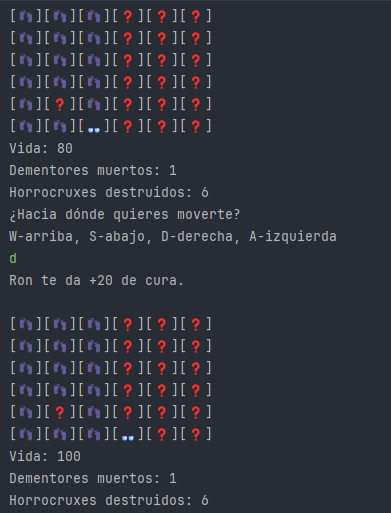 [👣][👣][👣][❓][❓][❓]
[👣][👣][👣][❓][❓][❓]
[👣][👣][👣][❓][❓][❓]
[👣][👣][👣][❓][❓][❓]
[👣][❓][👣][❓][❓][❓]
[👣][👣][👓][❓][❓][❓]
Vida: 80
Dementores muertos: 1
Horrocruxes destruidos: 6
¿Hacia dónde quieres moverte?
W-arriba, S-abajo, D-derecha, A-izquierda
d
Ron te da +20 de cura.
[👣][👣][👣][❓][❓][❓]
[👣][👣][👣][❓][❓][❓]
[👣][👣][👣][❓][❓][❓]
[👣][👣][👣][❓][❓][❓]
[👣][❓][👣][❓][❓][❓]
[👣][👣][👣][👓][❓][❓]
Vida: 100
Dementores muertos: 1
Horrocruxes destruidos: 6